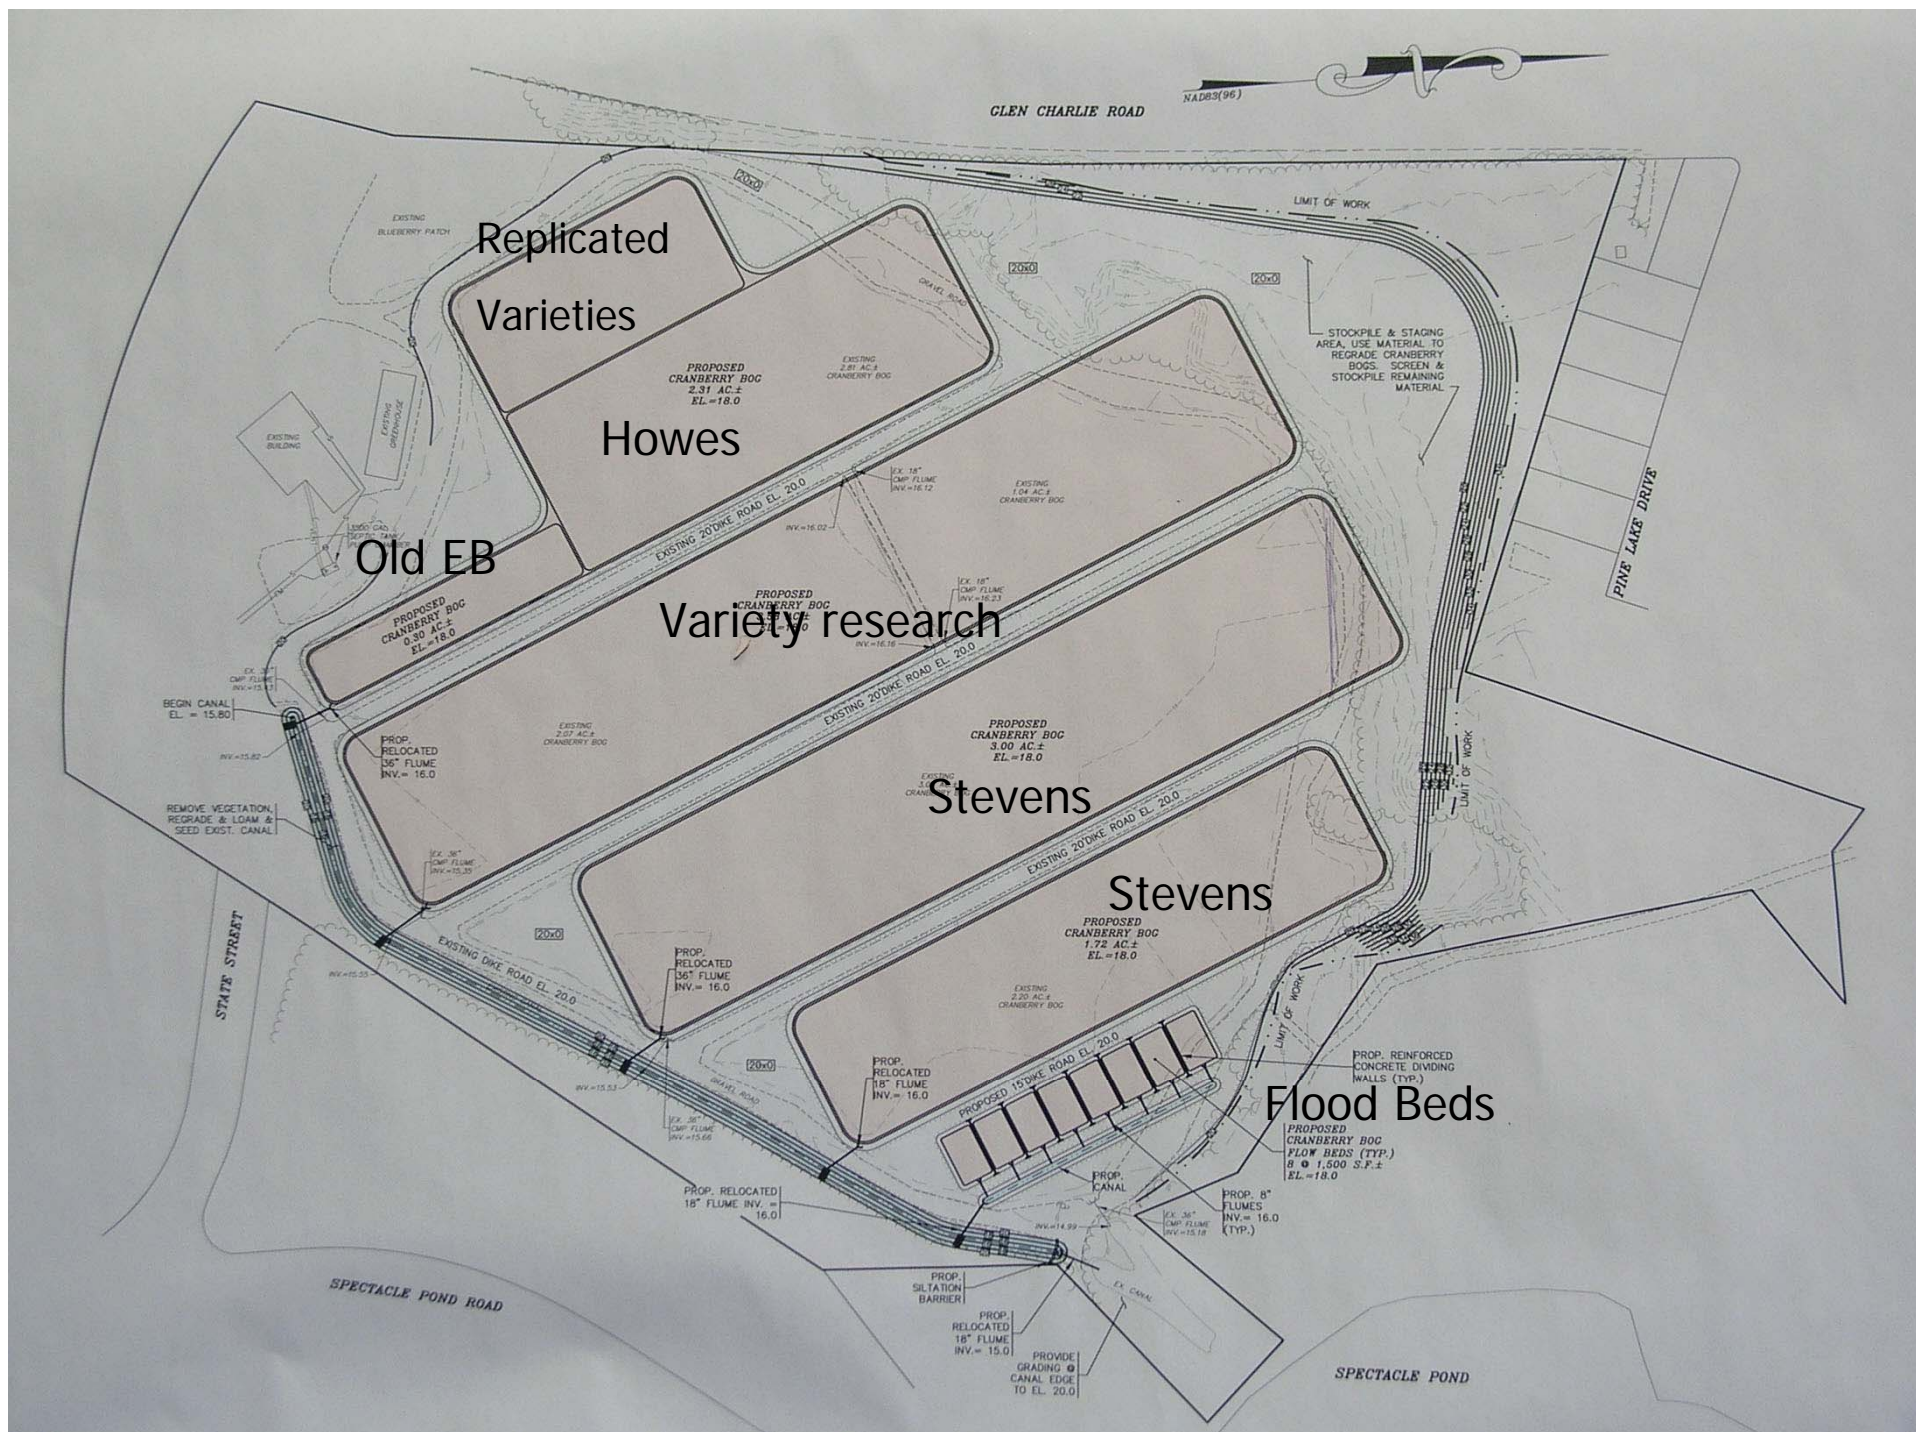 NAD83(96)
GLEN CHARLIE ROAD
20x0
LIMIT OF WORK
EXISTING
BLUEBERRY PATCH
Replicated
Varieties
20x0
20x0
GRAVEL ROAD
STOCKPILE & STAGING
AREA, USE MATERIAL TO
REGRADE CRANBERRY
BOGS. SCREEN &
STOCKPILE REMAINING
MATERIAL
PROPOSED
CRANBERRY BOG
2.31 AC.±
EL.=18.0
EXISTING
2.81 AC.±
CRANBERRY BOG
EXISTING
GREENHOUSE
EXISTING
BUILDING
Howes
EX. 18"
CMP FLUME
INV.=16.12
EXISTING
1.04 AC.±
CRANBERRY BOG
PINE LAKE DRIVE
EXISTING 20'DIKE ROAD EL. 20.0
INV.=16.02
Old EB
PROPOSED
CRANBERRY BOG
0.30 AC.±
EL.=18.0
PROPOSED
CRANBERRY BOG
Variety research
EX. 18"
CMP FLUME
INV.=16.23
INV.=16.16
EXISTING 20'DIKE ROAD EL. 20.0
CMP FLUME
BEGIN CANAL
EL. = 15.80
INV.=15.82
PROP.
RELOCATED
36" FLUME
INV.= 16.0
EXISTING
2.07 AC.±
CRANBERRY BOG
PROPOSED
CRANBERRY BOG
3.00 AC.±
EL.=18.0
EXISTING
Stevens
LIMIT OF WORK
REMOVE VEGETATION,
REGRADE & LOAM &
SEED EXIST. CANAL
EX. 36"
CMP FLUME
INV.=15.35
EXISTING 20'DIKE ROAD EL. 20.0
Stevens
PROPOSED
CRANBERRY BOG
1.72 AC.±
EL.=18.0
STATE STREET
20x0
EXISTING DIKE ROAD EL. 20.0
PROP.
RELOCATED
36" FLUME
INV.= 16.0
EXISTING
2.20 AC.±
CRANBERRY BOG
LIMIT OF WORK
INV.=15.53
20x0
GRAVEL ROAD
PROP.
RELOCATED
18" FLUME
INV.= 16.0
PROPOSED 15'DIKE ROAD EL. 20.0
PROP. REINFORCED
CONCRETE DIVIDING
WALLS (TYP.)
Flood Beds
EX. 36"
CMP FLUME
INV.=15.66
PROPOSED
CRANBERRY BOG
FLOW BEDS (TYP.)
8 @ 1,500 S.F.±
EL.=18.0
PROP. RELOCATED
18" FLUME INV. =
16.0
PROP.
CANAL
PROP. 8"
FLUMES
INV.= 16.0
(TYP.)
INV.=14.99
EX. 36"
CMP FLUME
INV.=15.18
PROP.
SILTATION
BARRIER
EX. CANAL
SPECTACLE POND ROAD
PROP.
RELOCATED
18" FLUME
INV.= 15.0
PROVIDE
GRADING @
CANAL EDGE
TO EL. 20.0
SPECTACLE POND